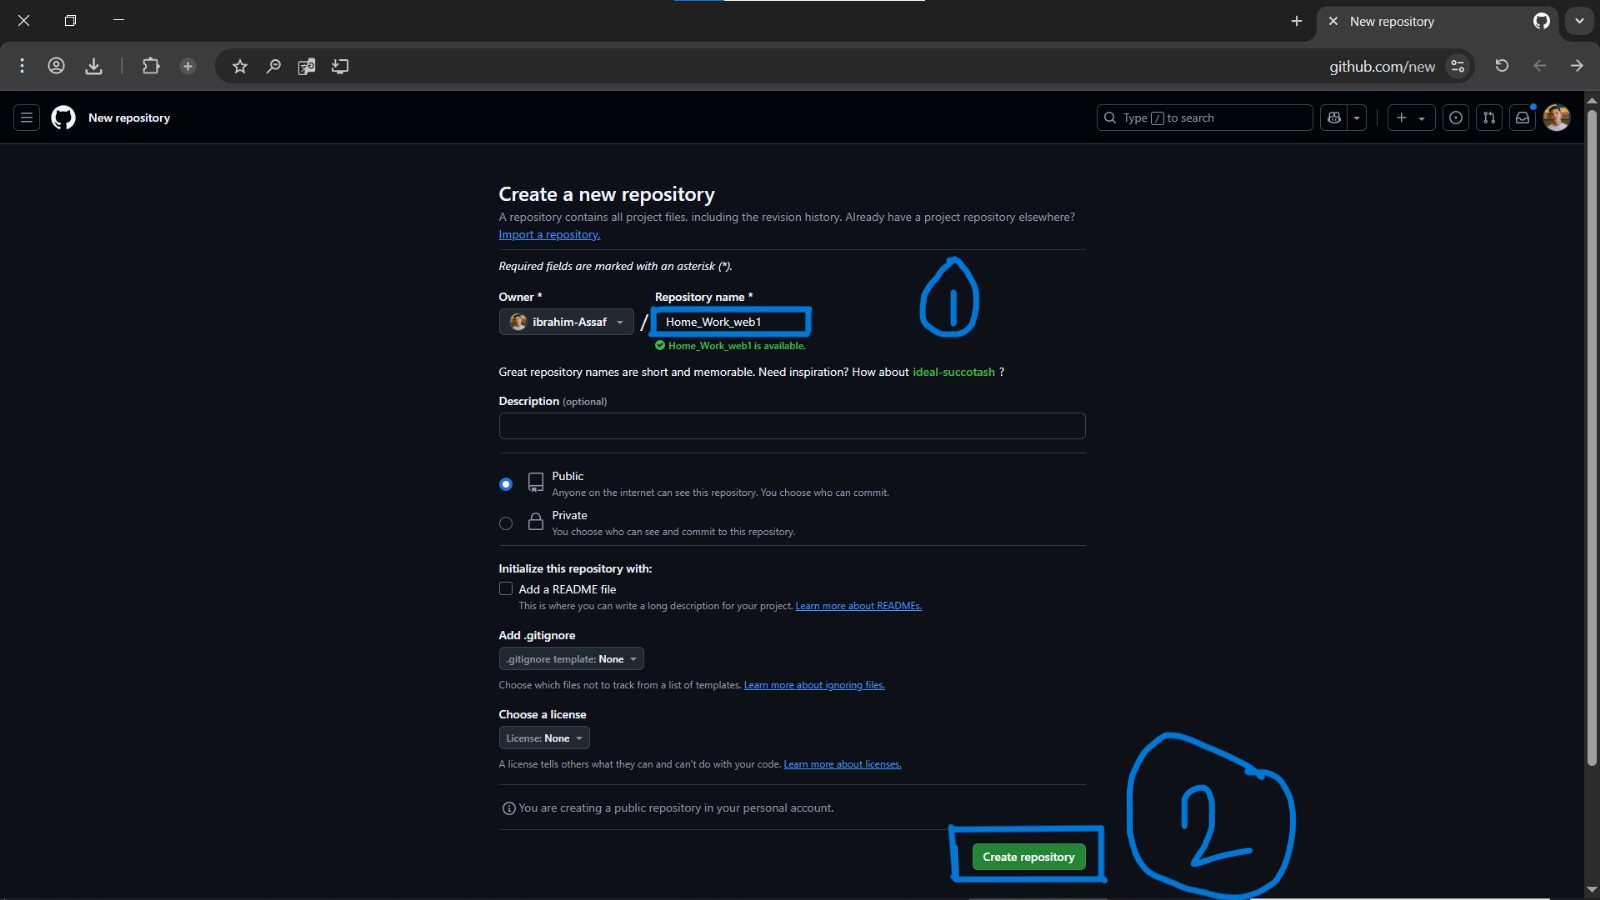 New repository
github.com/new
New repository
Type / to search
Create a new repository
A repository contains all project files, including the revision history. Already have a project repository elsewhere?
Import a repository.
Required fields are marked with an asterisk (*).
Owner * Repository name *
ibrahim-Assaf / Home_Work_web1
Home_Work_web1 is available.
1
Great repository names are short and memorable. Need inspiration? How about ideal-succotash ?
Description (optional)
Public
Anyone on the internet can see this repository. You choose who can commit.
Private
You choose who can see and commit to this repository.
Initialize this repository with:
Add a README file
This is where you can write a long description for your project. Learn more about READMEs.
Add .gitignore
.gitignore template: None
Choose which files not to track from a list of templates. Learn more about ignoring files.
Choose a license
License: None
A license tells others what they can and can't do with your code. Learn more about licenses.
You are creating a public repository in your personal account.
Create repository
2